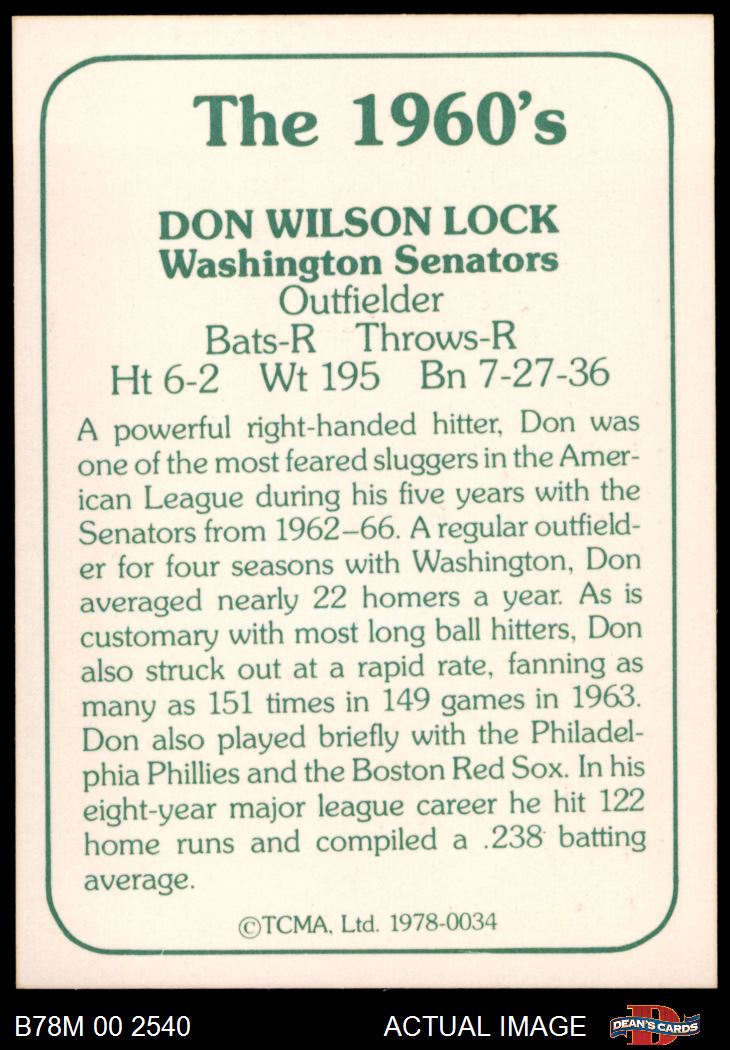 The 1960's
DON WILSON LOCK
Washington Senators
Outfielder
Bats-R Throws-R
Ht 6-2 Wt 195 Bn 7-27-36
A powerful right-handed hitter, Don was
one of the most feared sluggers in the Amer-
ican League during his five years with the
Senators from 1962–66. A regular outfield-
er for four seasons with Washington, Don
averaged nearly 22 homers a year. As is
customary with most long ball hitters, Don
also struck out at a rapid rate, fanning as
many as 151 times in 149 games in 1963.
Don also played briefly with the Philadel-
phia Phillies and the Boston Red Sox. In his
eight-year major league career he hit 122
home runs and compiled a .238 batting
average.
©TCMA, Ltd. 1978-0034
B78M 00 2540 ACTUAL IMAGE D DEAN'S CARDS